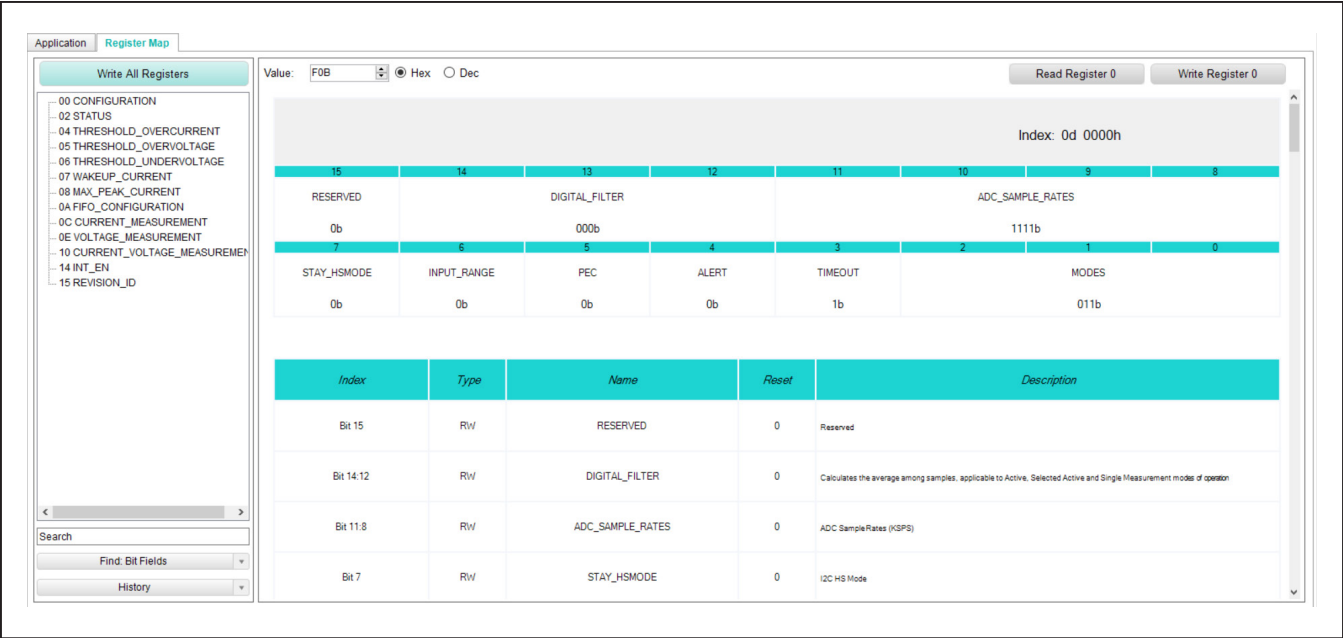 Application Register Map
Write All Registers
Value: F0B Hex Dec Read Register 0 Write Register 0
00 CONFIGURATION
02 STATUS
04 THRESHOLD_OVERCURRENT
05 THRESHOLD_OVERVOLTAGE
06 THRESHOLD_UNDERVOLTAGE
07 WAKEUP_CURRENT
08 MAX_PEAK_CURRENT
0A FIFO_CONFIGURATION
0C CURRENT_MEASUREMENT
0E VOLTAGE_MEASUREMENT
10 CURRENT_VOLTAGE_MEASUREMEN
14 INT_EN
15 REVISION_ID
Search
Find: Bit Fields
History
Index: 0d 0000h
15 14 13 12 11 10 9 8
RESERVED DIGITAL_FILTER ADC_SAMPLE_RATES
0b 000b 1111b
7 6 5 4 3 2 1 0
STAY_HSMODE INPUT_RANGE PEC ALERT TIMEOUT MODES
0b 0b 0b 0b 1b 011b
Index Type Name Reset Description
Bit 15 RW RESERVED 0 Reserved
Bit 14:12 RW DIGITAL_FILTER 0 Calculates the average among samples, applicable to Active, Selected Active and Single Measurement modes of operation
Bit 11:8 RW ADC_SAMPLE_RATES 0 ADC Sample Rates (KSPS)
Bit 7 RW STAY_HSMODE 0 I2C HS Mode